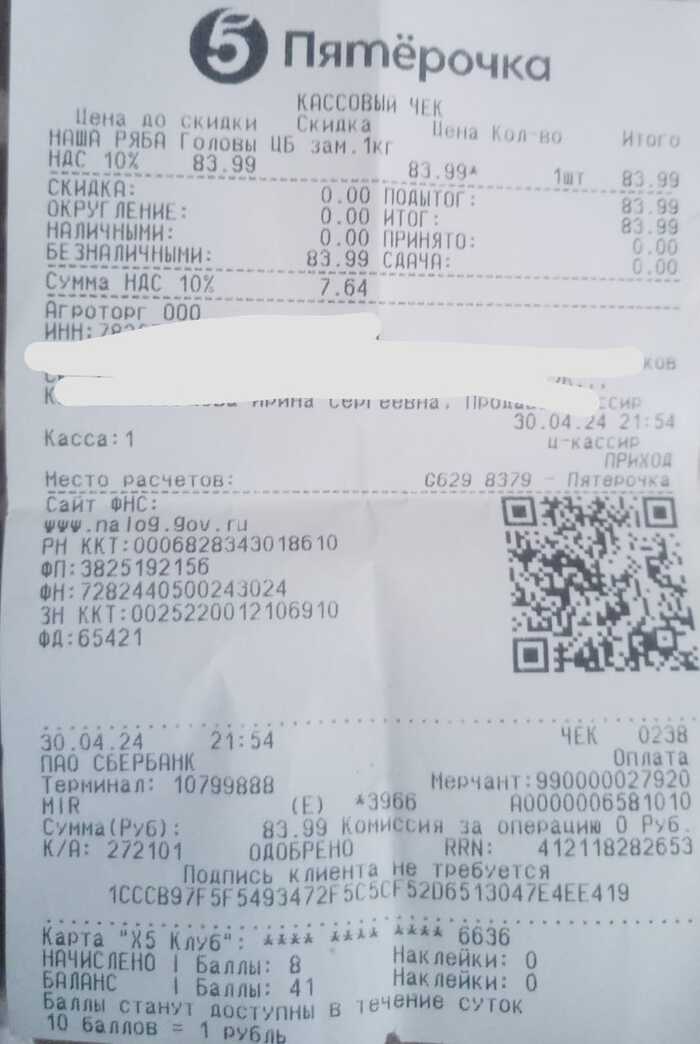 5 Пятёрочка
КАССОВЫЙ ЧЕК
Цена до скидки Скидка Цена Кол-во Итого
НАША РЯБА Головы ЦБ зам.1кг
НДС 10% 83.99 83.99* 1шт 83.99
СКИДКА: 0.00 ПОДЫТОГ: 83.99
ОКРУГЛЕНИЕ: 0.00 ИТОГ: 83.99
НАЛИЧНЫМИ: 0.00 ПРИНЯТО: 0.00
БЕЗНАЛИЧНЫМИ: 83.99 СДАЧА: 0.00
Сумма НДС 10% 7.64
Агроторг ООО
ИНН:
Ирина Сергеевна,
30.04.24 21:54
Касса:1 ц-кассир
ПРИХОД
Место расчетов: C629 8379 - Пятерочка
Сайт ФНС:
www.nalog.gov.ru
РН ККТ:0006828343018610
ФП:3825192156
ФН:7282440500243024
ЗН ККТ:0025220012106910
ФД:65421
30.04.24 21:54 ЧЕК 0238
ПАО СБЕРБАНК Оплата
Терминал: 10799888 Мерчант:990000027920
MIR (E) *3966 A0000006581010
Сумма(Руб): 83.99 Комиссия за операцию 0 Руб.
К/А: 272101 ОДОБРЕНО RRN: 412118282653
Подпись клиента не требуется
1CCCB97F5F5493472F5C5CF52D6513047E4EE419
Карта "X5 Клуб": **** **** **** 6636
НАЧИСЛЕНО | Баллы: 8 Наклейки: 0
БАЛАНС | Баллы: 41 Наклейки: 0
Баллы станут доступны в течение суток
10 баллов = 1 рубль